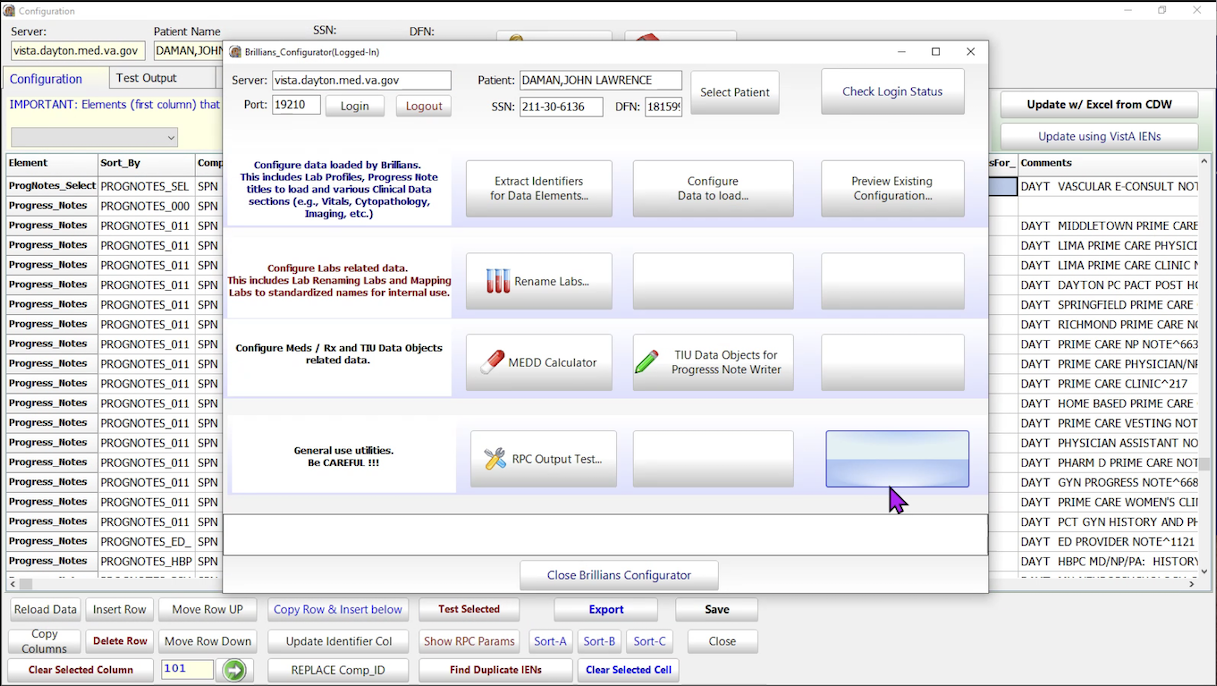 Configuration
Server:
Patient Name
SSN:
DFN:
vista.dayton.med.va.gov
DAMAN,JOHN
Configuration
Test Output
IMPORTANT: Elements (first column) that
Update w/ Excel from CDW
Update using VistA IENs
Element Sort_By Comp
sFor_ Comments
ProgNotes_Select PROGNOTES_SEL SPN
DAYT VASCULAR E-CONSULT NOT
Progress_Notes PROGNOTES_000 SPN
Progress_Notes PROGNOTES_011 SPN
DAYT MIDDLETOWN PRIME CARE
Progress_Notes PROGNOTES_011 SPN
DAYT LIMA PRIME CARE PHYSICI
Progress_Notes PROGNOTES_011 SPN
DAYT LIMA PRIME CARE CLINIC N
Progress_Notes PROGNOTES_011 SPN
DAYT DAYTON PC PACT POST HO
Progress_Notes PROGNOTES_011 SPN
DAYT SPRINGFIELD PRIME CARE
Progress_Notes PROGNOTES_011 SPN
DAYT RICHMOND PRIME CARE NO
Progress_Notes PROGNOTES_011 SPN
DAYT PRIME CARE NP NOTE^663
Progress_Notes PROGNOTES_011 SPN
DAYT PRIME CARE PHYSICIAN/NF
Progress_Notes PROGNOTES_011 SPN
DAYT PRIME CARE CLINIC^217
Progress_Notes PROGNOTES_011 SPN
DAYT HOME BASED PRIME CARE
Progress_Notes PROGNOTES_011 SPN
DAYT PRIME CARE VESTING NOT
Progress_Notes PROGNOTES_011 SPN
DAYT PHYSICIAN ASSISTANT NO
Progress_Notes PROGNOTES_011 SPN
DAYT PHARM D PRIME CARE NOT
Progress_Notes PROGNOTES_011 SPN
DAYT GYN PROGRESS NOTE^668
Progress_Notes PROGNOTES_011 SPN
DAYT PRIME CARE WOMEN'S CLI
Progress_Notes PROGNOTES_011 SPN
DAYT PCT GYN HISTORY AND PH
Progress_Notes PROGNOTES_ED_ SPN
DAYT ED PROVIDER NOTE^1121
Progress_Notes PROGNOTES_HBP SPN
DAYT HBPC MD/NP/PA: HISTORY
Brillians_Configurator(Logged-In)
Server: vista.dayton.med.va.gov
Patient: DAMAN,JOHN LAWRENCE
Select Patient
Check Login Status
Port: 19210
Login
Logout
SSN: 211-30-6136
DFN: 18159
Configure data loaded by Brillians.
This includes Lab Profiles, Progress Note
titles to load and various Clinical Data
sections (e.g., Vitals, Cytopathology,
Imaging, etc.)
Extract Identifiers
for Data Elements...
Configure
Data to load...
Preview Existing
Configuration...
Configure Labs related data.
This includes Lab Renaming Labs and Mapping
Labs to standardized names for internal use.
Rename Labs...
Configure Meds / Rx and TIU Data Objects
related data.
MEDD Calculator
TIU Data Objects for
Progresss Note Writer
General use utilities.
Be CAREFUL !!!
RPC Output Test...
Close Brillians Configurator
Reload Data
Insert Row
Move Row UP
Copy Row & Insert below
Test Selected
Export
Save
Copy
Columns
Delete Row
Move Row Down
Update Identifier Col
Show RPC Params
Sort-A
Sort-B
Sort-C
Close
Clear Selected Column
101
REPLACE Comp_ID
Find Duplicate IENs
Clear Selected Cell